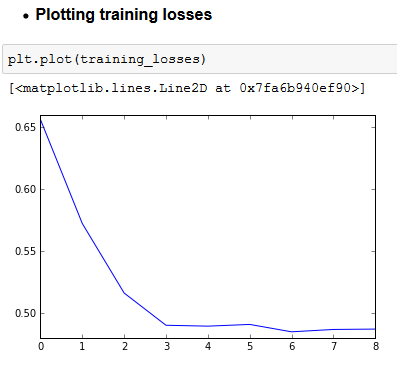 • Plotting training losses
plt.plot(training_losses)
[<matplotlib.lines.Line2D at 0x7fa6b940ef90>]
0.65
0.60
0.55
0.50
0 1 2 3 4 5 6 7 8